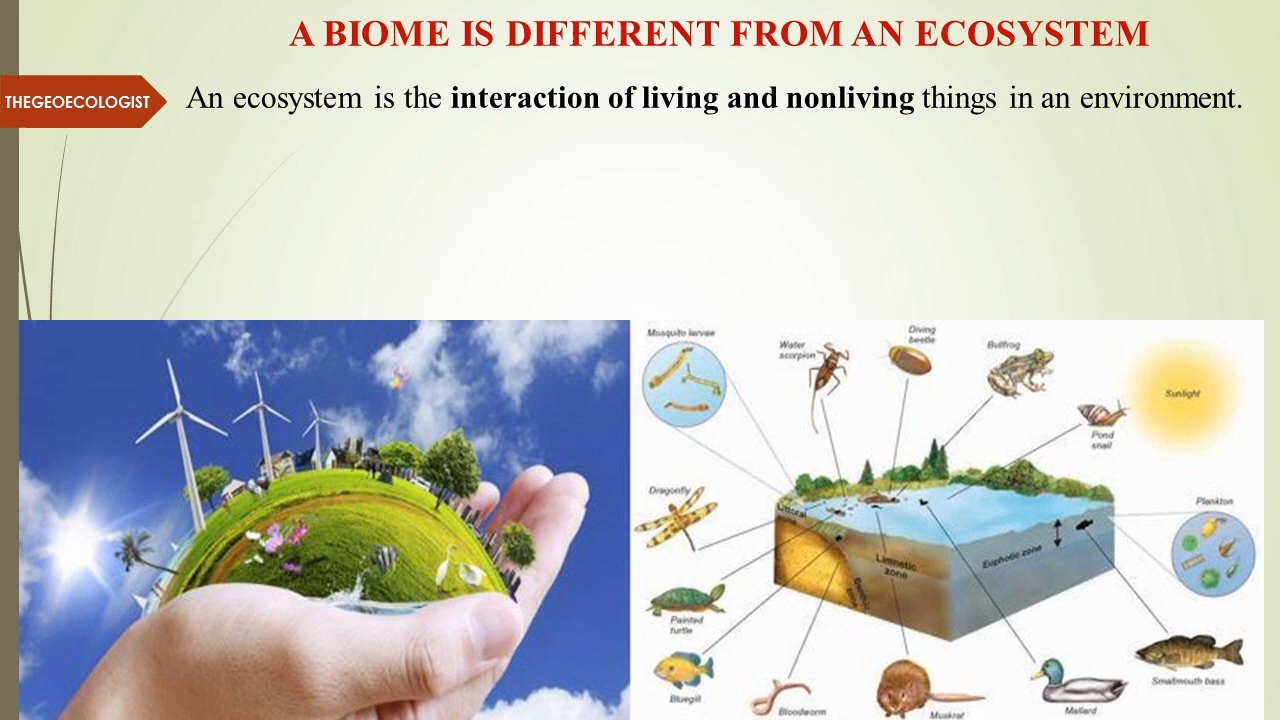 A BIOME IS DIFFERENT FROM AN ECOSYSTEM
THEGEOECOLOGIST
An ecosystem is the interaction of living and nonliving things in an environment.
Mosquito larvae
Water
scorpion
Diving
beetle
Bullfrog
Sunlight
Pond
snail
Dragonfly
Plankton
Littoral
zone
Limnetic
zone
Euphotic zone
Painted
turtle
Bluegill
Bloodworm
Muskrat
Mallard
Smallmouth bass